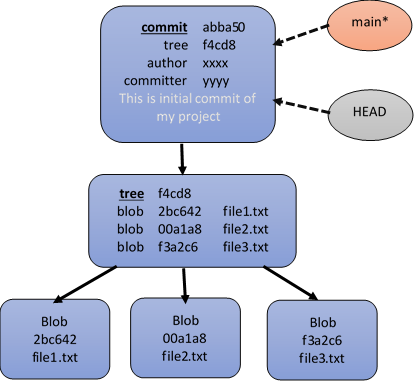 commit abba50
tree f4cd8
author xxxx
committer yyyy
This is initial commit of
my project
main*
HEAD
tree f4cd8
blob 2bc642 file1.txt
blob 00a1a8 file2.txt
blob f3a2c6 file3.txt
Blob
2bc642
file1.txt
Blob
00a1a8
file2.txt
Blob
f3a2c6
file3.txt